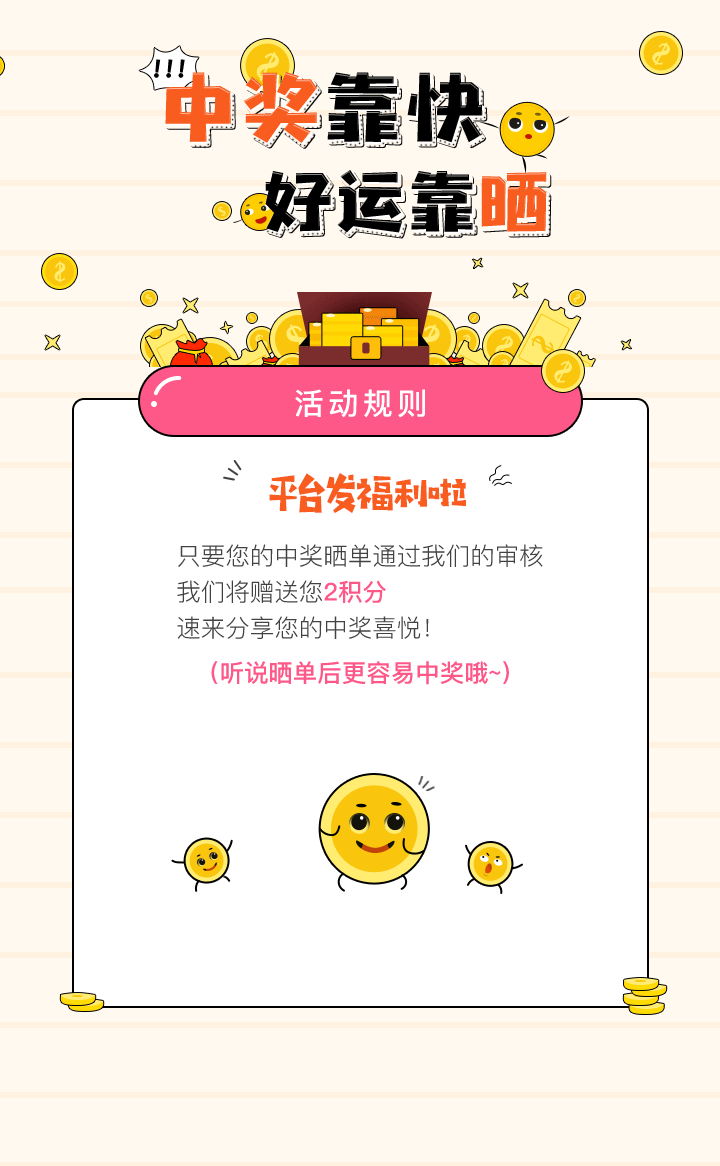 !!!
中奖靠快
好运靠晒
活动规则
平台发福利啦
只要您的中奖晒单通过我们的审核
我们将赠送您2积分
速来分享您的中奖喜悦！
（听说晒单后更容易中奖哦~）